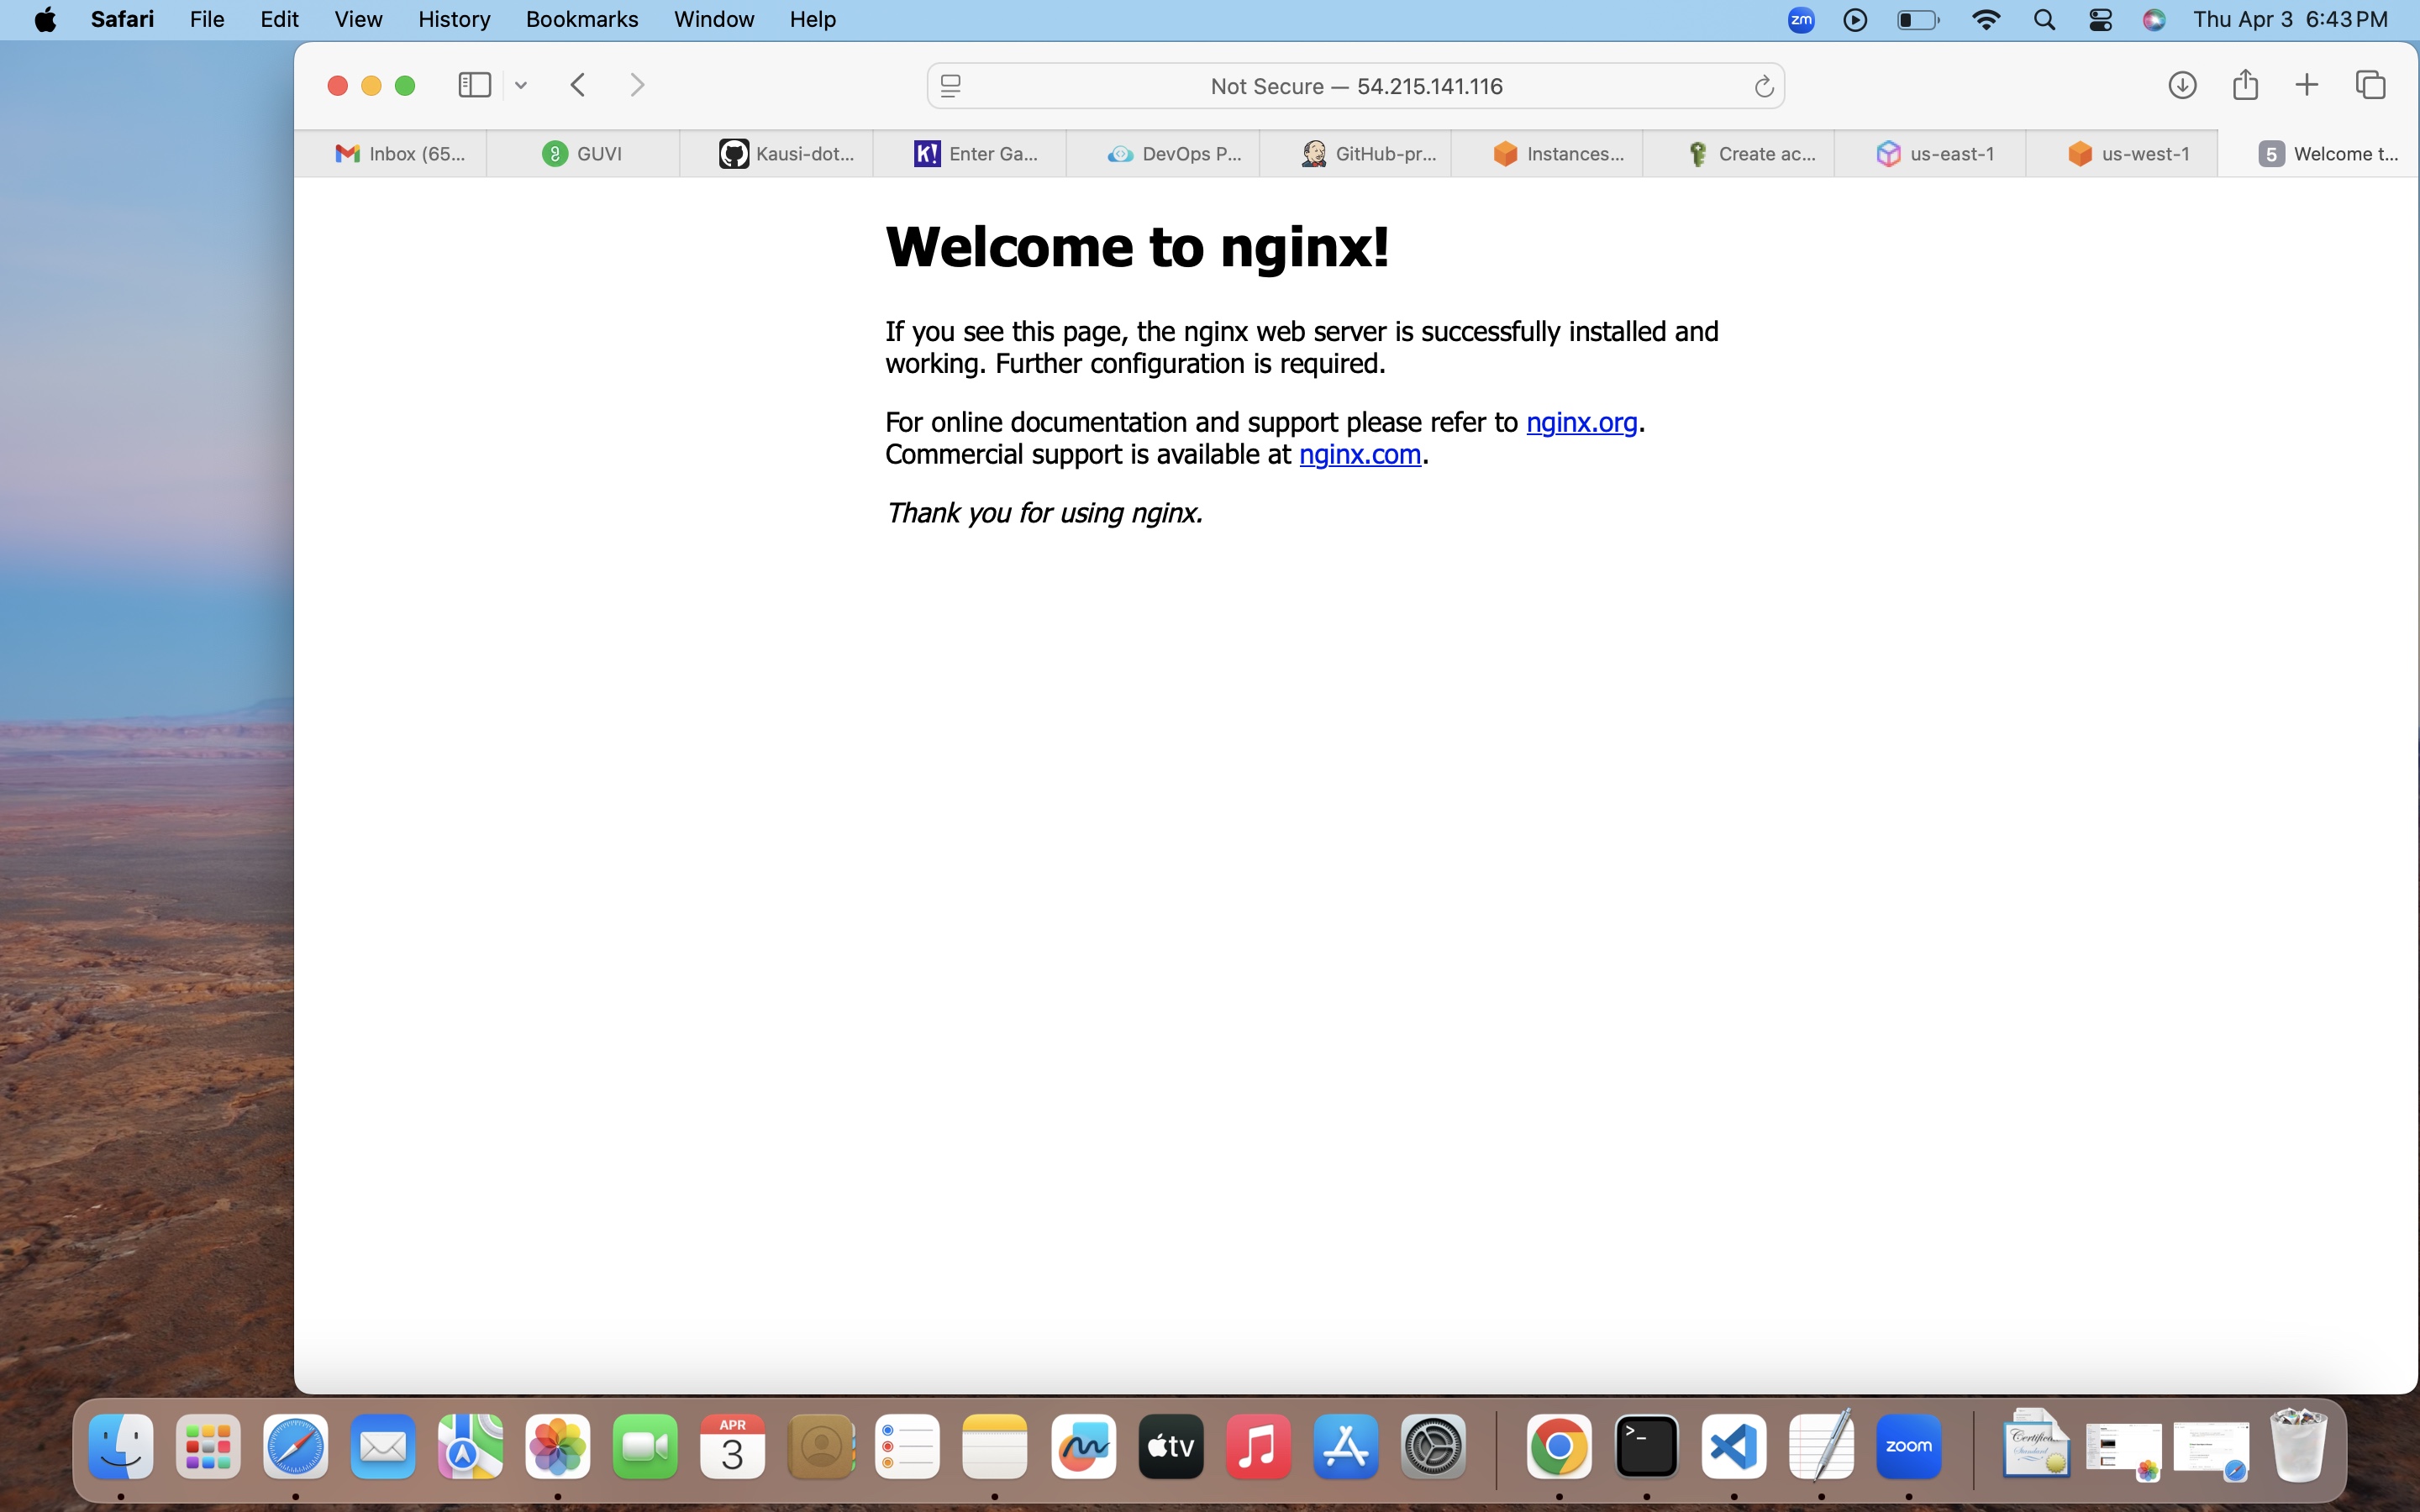 Safari File Edit View History Bookmarks Window Help zm Thu Apr 3 6:43 PM
Not Secure — 54.215.141.116
Inbox (65... GUVI Kausi-dot... K! Enter Ga... DevOps P... GitHub-pr... Instances... Create ac... us-east-1 us-west-1 5 Welcome t...
Welcome to nginx!
If you see this page, the nginx web server is successfully installed and
working. Further configuration is required.
For online documentation and support please refer to nginx.org.
Commercial support is available at nginx.com.
Thank you for using nginx.
APR
3
tv
>_
zoom
Certificate
Standard